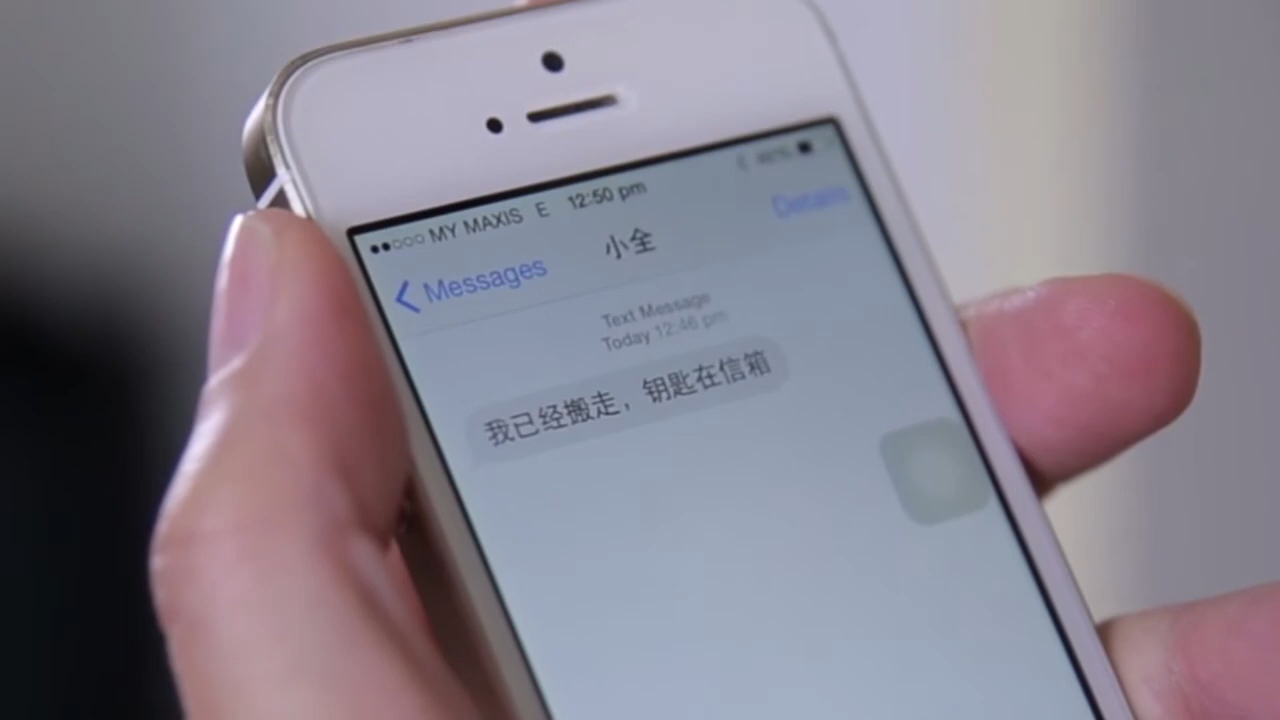 MY MAXIS E 12:50 pm
Messages 小全 Details
Text Message
Today 12:46 pm
我已经搬走，钥匙在信箱